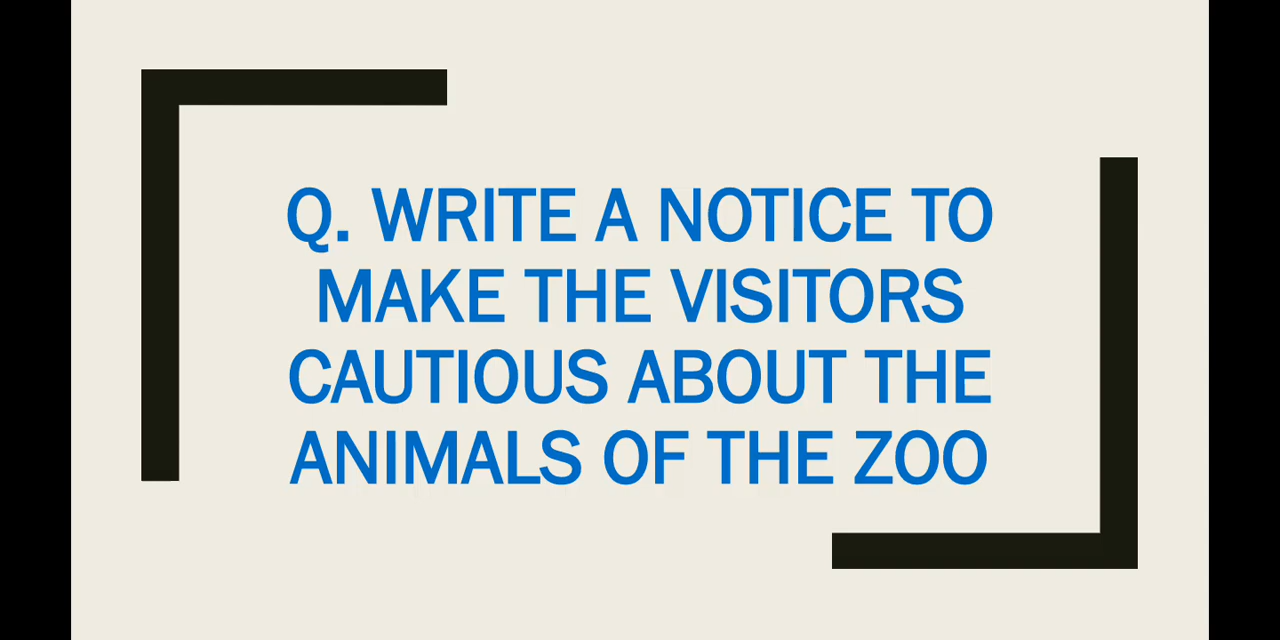 Q. WRITE A NOTICE TO
MAKE THE VISITORS
CAUTIOUS ABOUT THE
ANIMALS OF THE ZOO